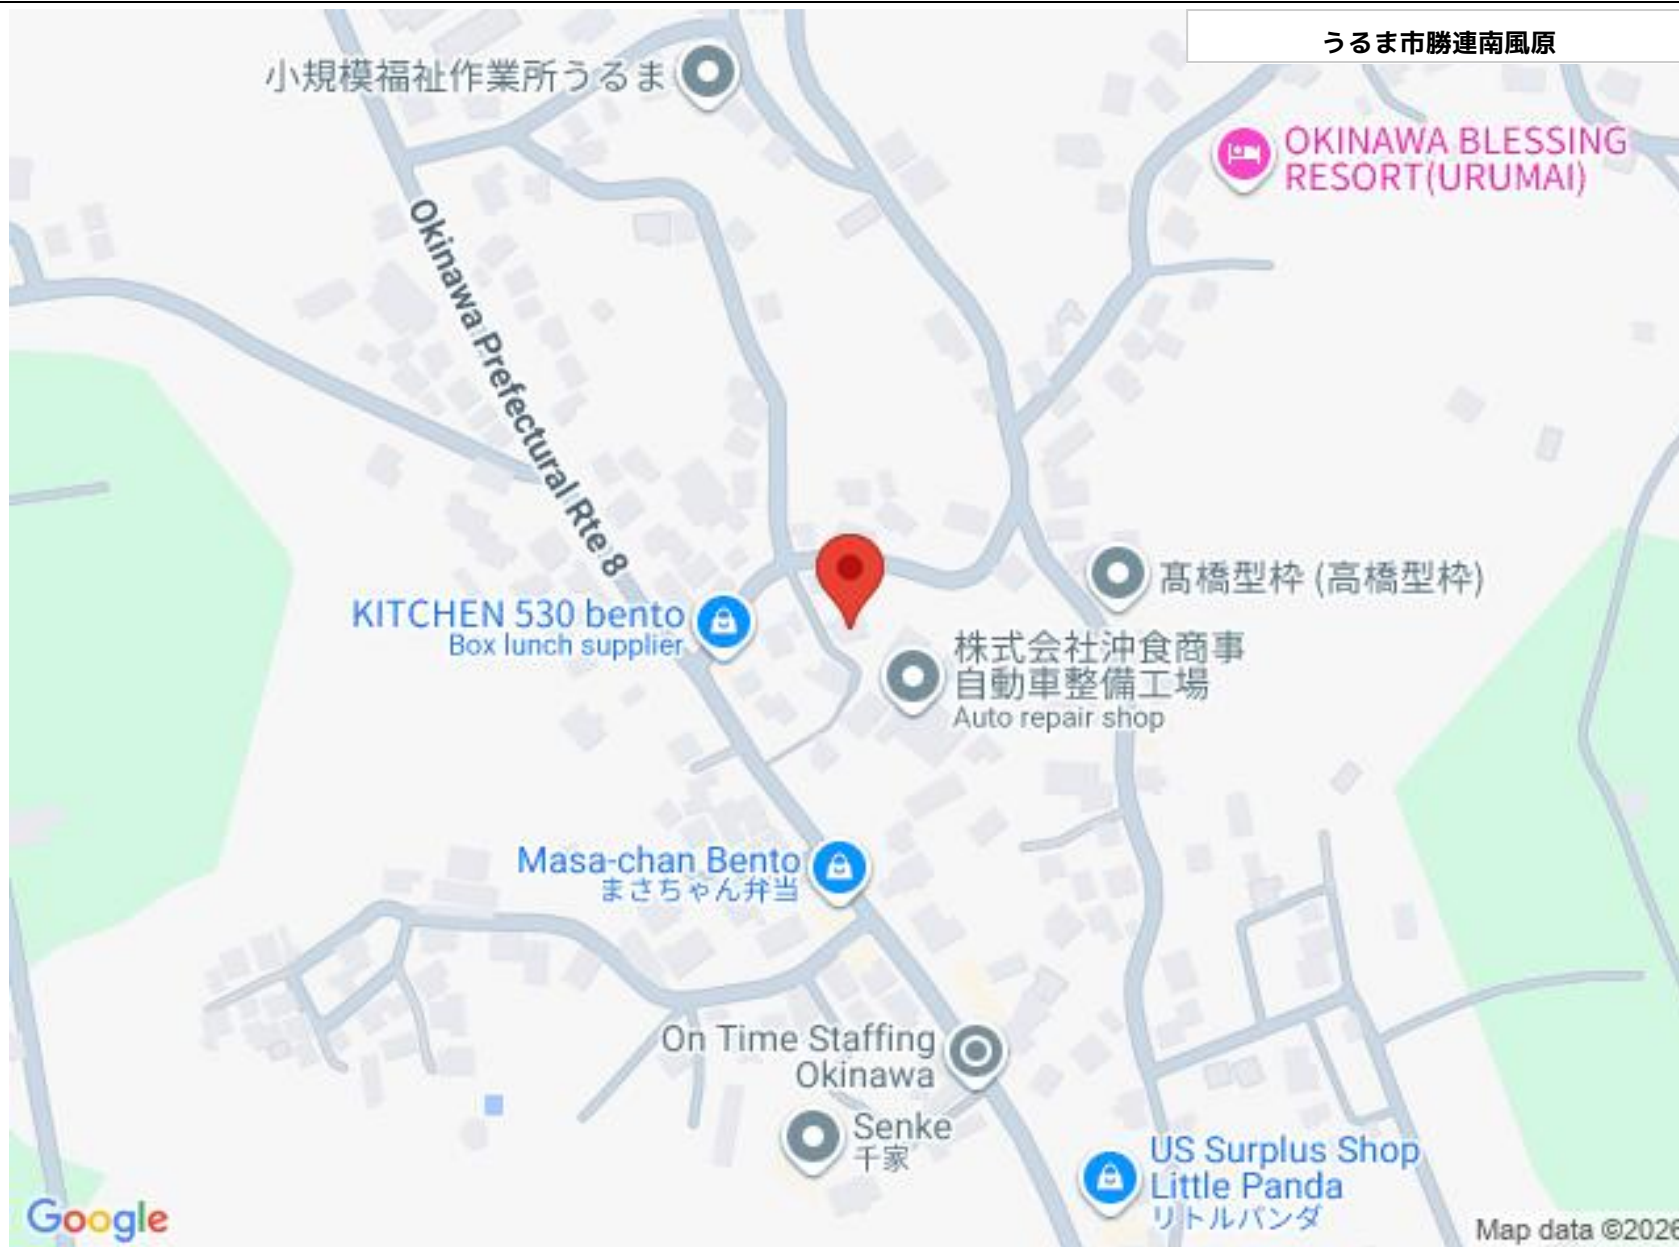 うるま市勝連南風原
小規模福祉作業所うるま
OKINAWA BLESSING
RESORT(URUMAI)
Okinawa Prefectural Rte 8
髙橋型枠 (高橋型枠)
KITCHEN 530 bento
Box lunch supplier
株式会社沖食商事
自動車整備工場
Auto repair shop
Masa-chan Bento
まさちゃん弁当
On Time Staffing
Okinawa
Senke
千家
US Surplus Shop
Little Panda
リトルパンダ
Google
Map data ©2026